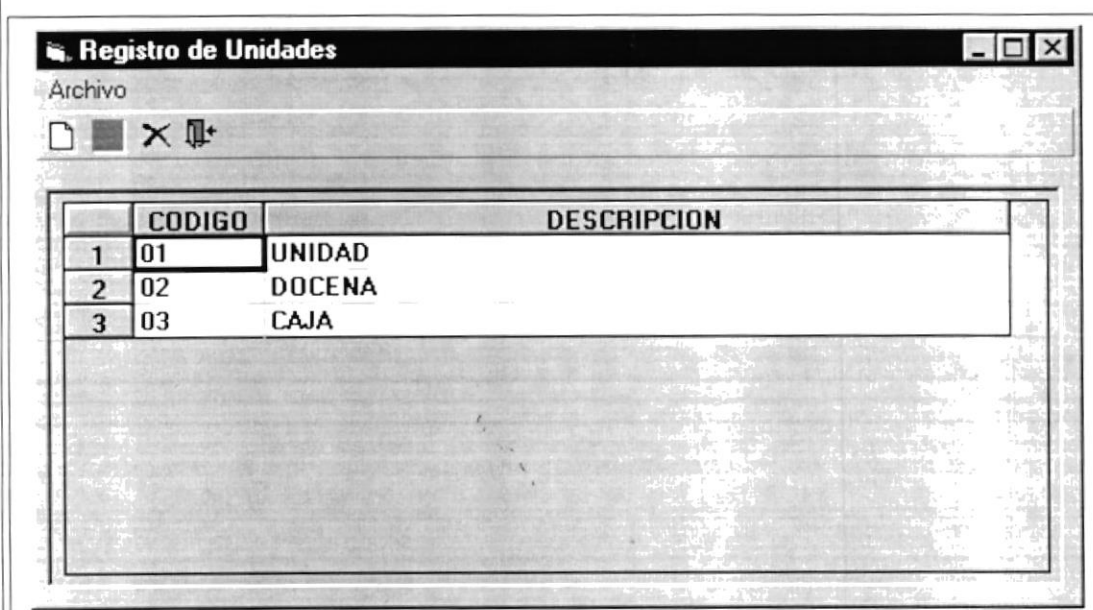 Registro de Unidades
Archivo
CODIGO DESCRIPCION
1 01 UNIDAD
2 02 DOCENA
3 03 CAJA